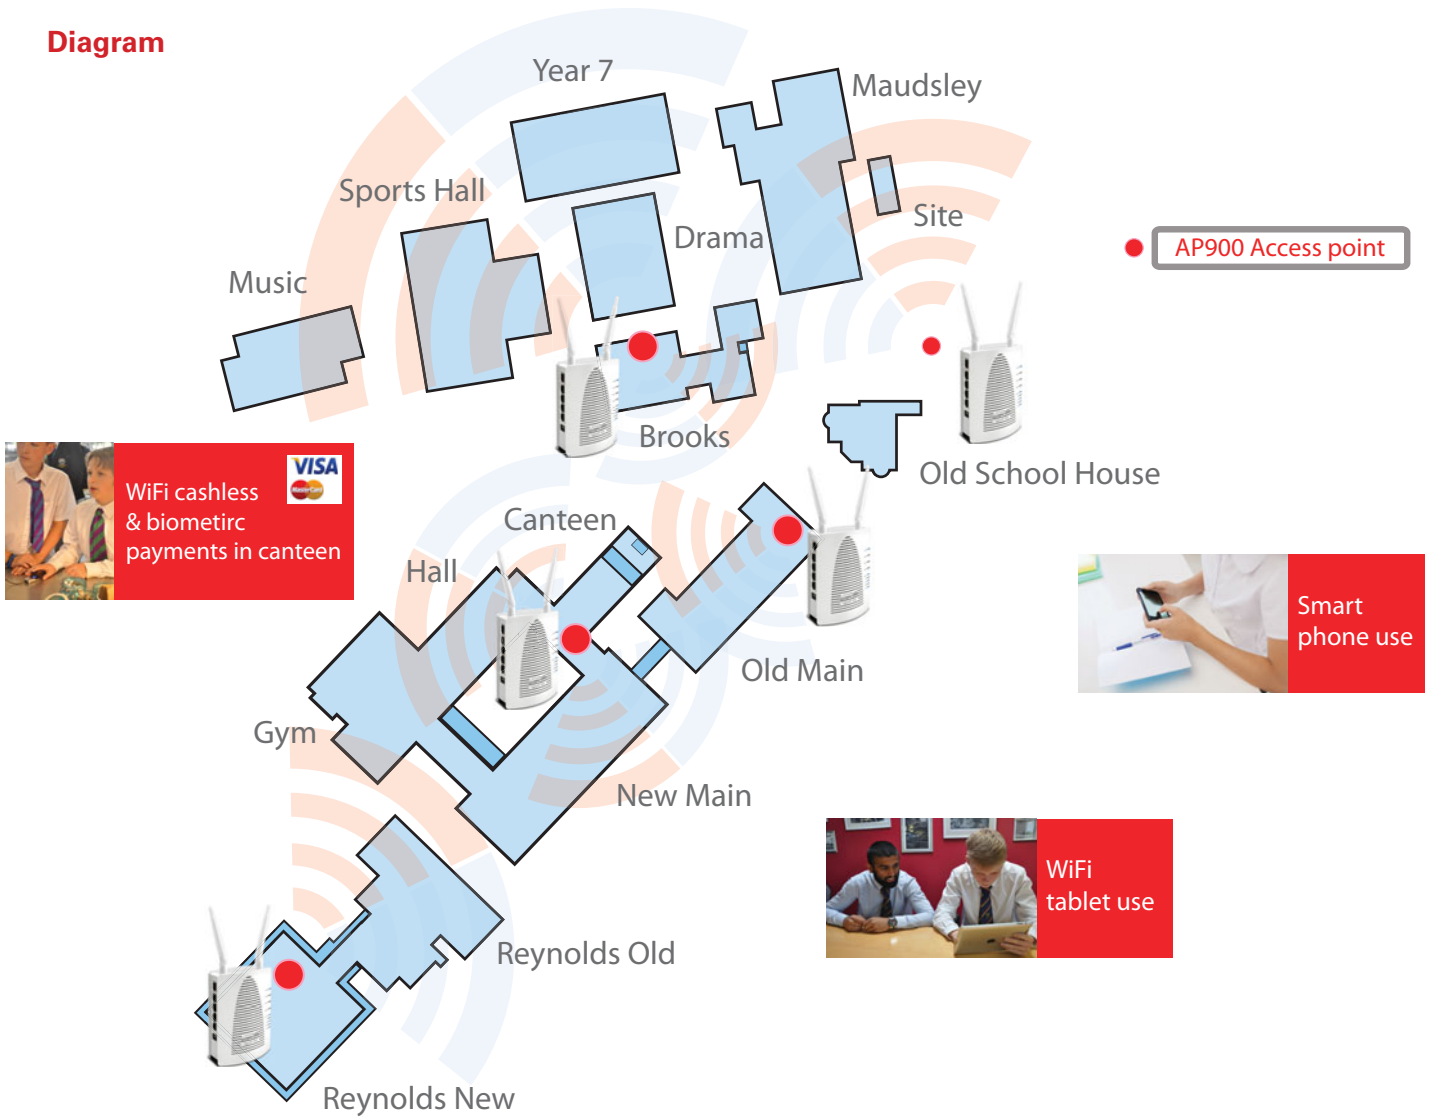 Diagram
Year 7
Maudsley
Sports Hall
Site
Drama
AP900 Access point
Music
Brooks
Old School House
VISA
MasterCard
WiFi cashless
& biometirc
payments in canteen
Canteen
Hall
Smart
phone use
Old Main
Gym
New Main
WiFi
tablet use
Reynolds Old
Reynolds New